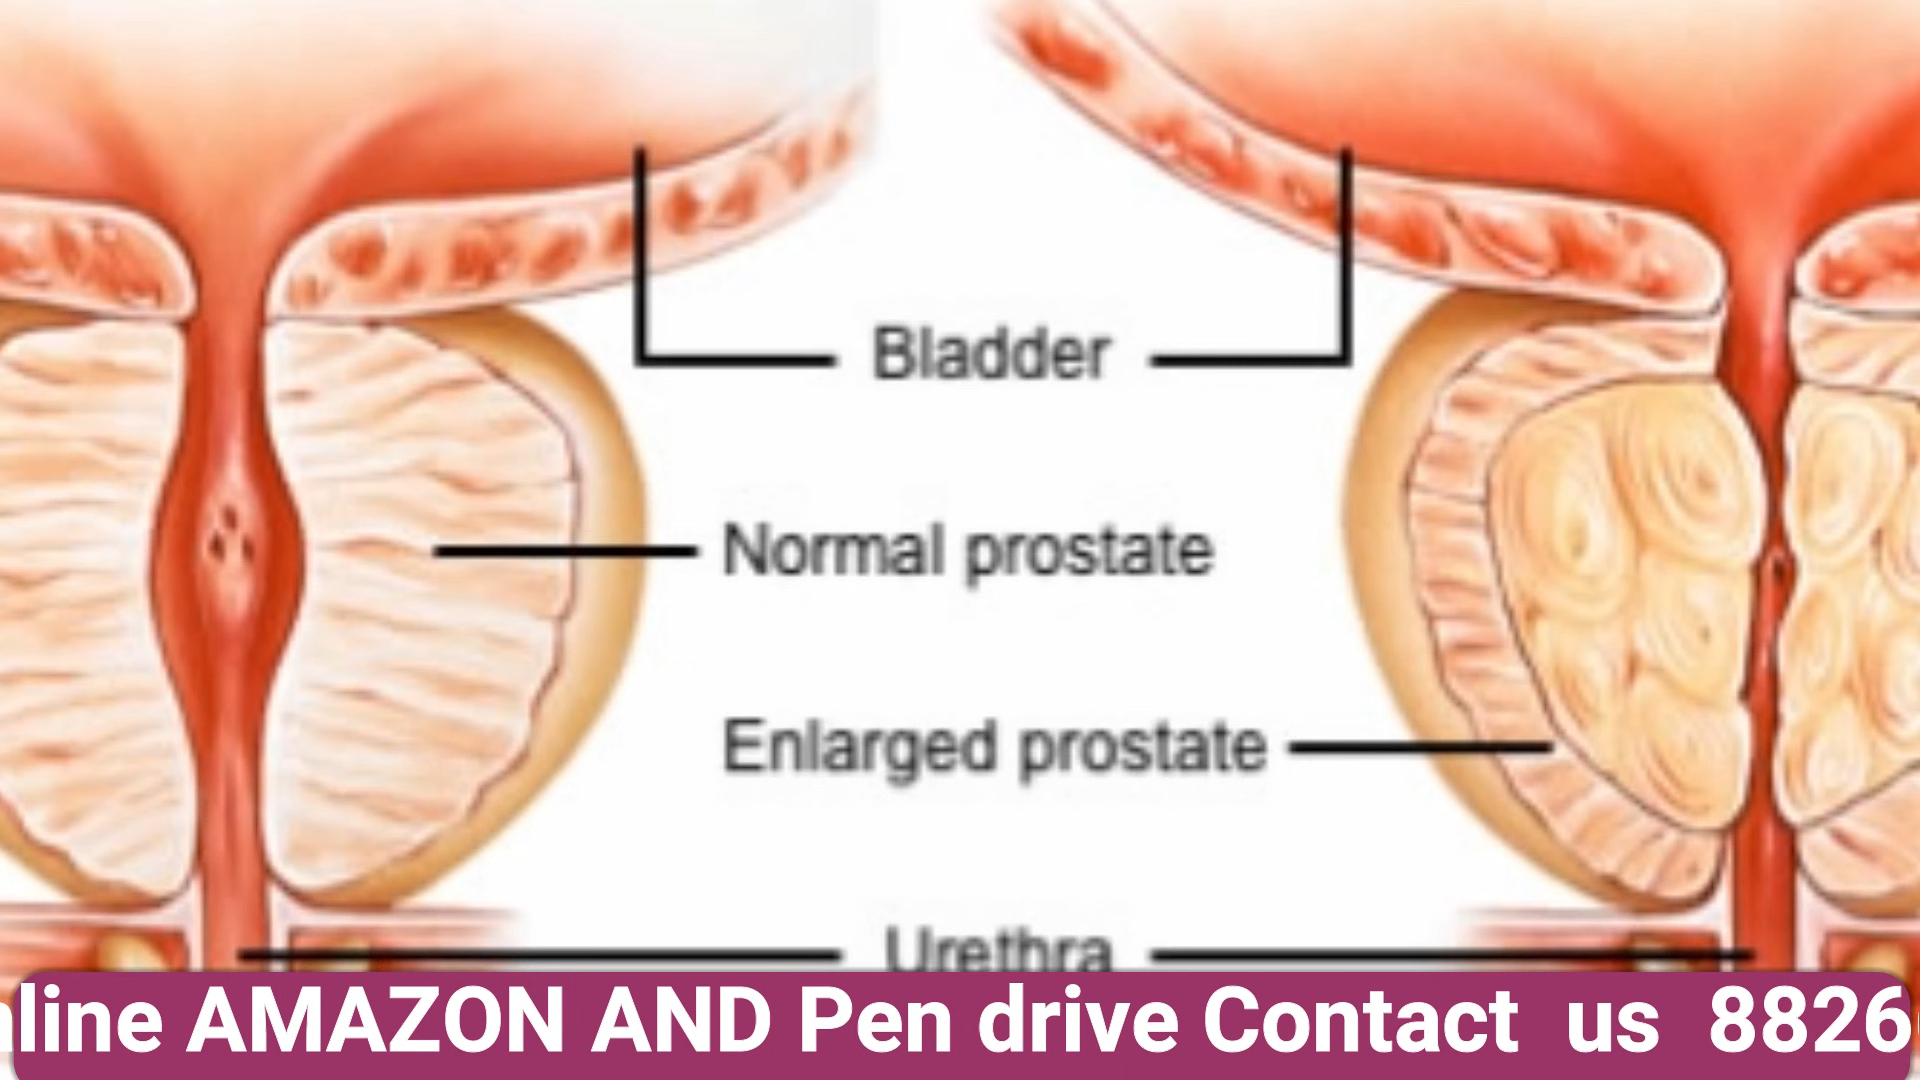 Bladder
Normal prostate
Enlarged prostate
Urethra
line AMAZON AND Pen drive Contact us 8826